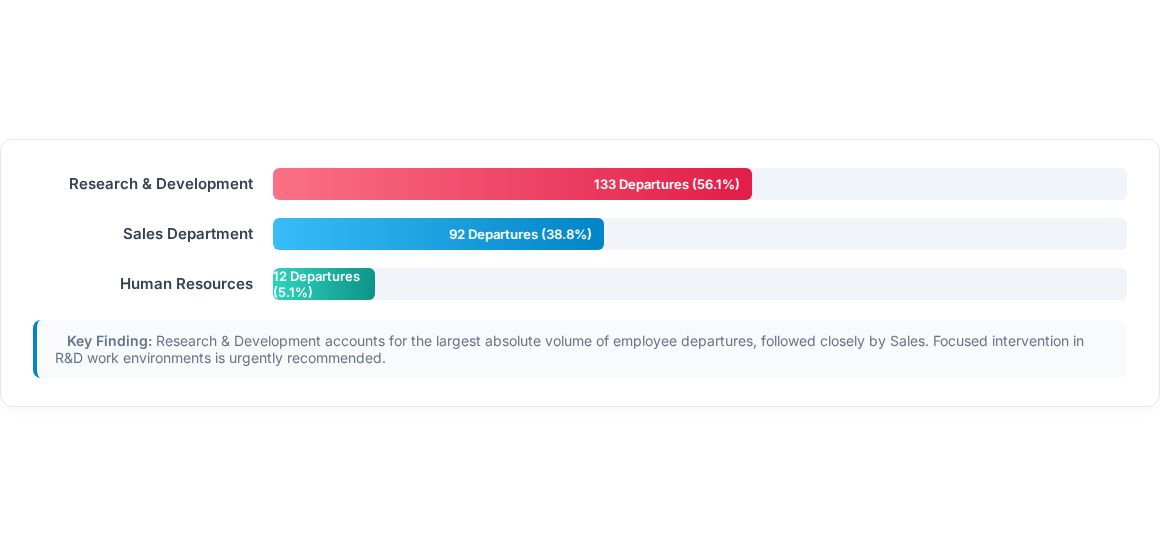 Research & Development
133 Departures (56.1%)
Sales Department
92 Departures (38.8%)
Human Resources
12 Departures
(5.1%)
Key Finding: Research & Development accounts for the largest absolute volume of employee departures, followed closely by Sales. Focused intervention in
R&D work environments is urgently recommended.